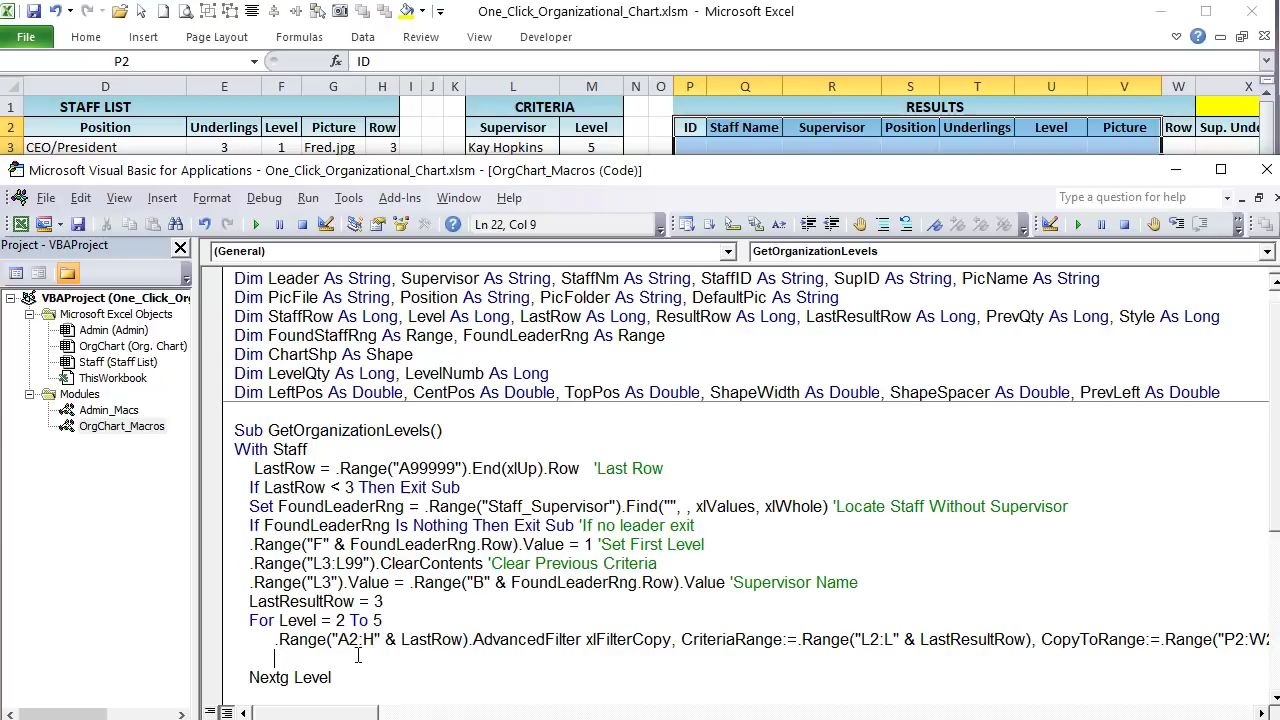 One_Click_Organizational_Chart.xlsm - Microsoft Excel
File Home Insert Page Layout Formulas Data Review View Developer
P2 fx ID
D E F G H I J K L M N O P Q R S T U V W X
1 STAFF LIST CRITERIA RESULTS
2 Position Underlings Level Picture Row Supervisor Level ID Staff Name Supervisor Position Underlings Level Picture Row Sup. Unde
3 CEO/President 3 1 Fred.jpg 3 Kay Hopkins 5
Microsoft Visual Basic for Applications - One_Click_Organizational_Chart.xlsm - [OrgChart_Macros (Code)]
File Edit View Insert Format Debug Run Tools Add-Ins Window Help Type a question for help
Ln 22, Col 9
Project - VBAProject
(General) GetOrganizationLevels
VBAProject (One_Click_Or
Microsoft Excel Objects
Admin (Admin)
OrgChart (Org. Chart)
Staff (Staff List)
ThisWorkbook
Modules
Admin_Macs
OrgChart_Macros
Dim Leader As String, Supervisor As String, StaffNm As String, StaffID As String, SupID As String, PicName As String
Dim PicFile As String, Position As String, PicFolder As String, DefaultPic As String
Dim StaffRow As Long, Level As Long, LastRow As Long, ResultRow As Long, LastResultRow As Long, PrevQty As Long, Style As Long
Dim FoundStaffRng As Range, FoundLeaderRng As Range
Dim ChartShp As Shape
Dim LevelQty As Long, LevelNumb As Long
Dim LeftPos As Double, CentPos As Double, TopPos As Double, ShapeWidth As Double, ShapeSpacer As Double, PrevLeft As Double
Sub GetOrganizationLevels()
With Staff
LastRow = .Range("A99999").End(xlUp).Row 'Last Row
If LastRow < 3 Then Exit Sub
Set FoundLeaderRng = .Range("Staff_Supervisor").Find("", , xlValues, xlWhole) 'Locate Staff Without Supervisor
If FoundLeaderRng Is Nothing Then Exit Sub 'If no leader exit
.Range("F" & FoundLeaderRng.Row).Value = 1 'Set First Level
.Range("L3:L99").ClearContents 'Clear Previous Criteria
.Range("L3").Value = .Range("B" & FoundLeaderRng.Row).Value 'Supervisor Name
LastResultRow = 3
For Level = 2 To 5
.Range("A2:H" & LastRow).AdvancedFilter xlFilterCopy, CriteriaRange:=.Range("L2:L" & LastResultRow), CopyToRange:=.Range("P2:W2
Nextg Level